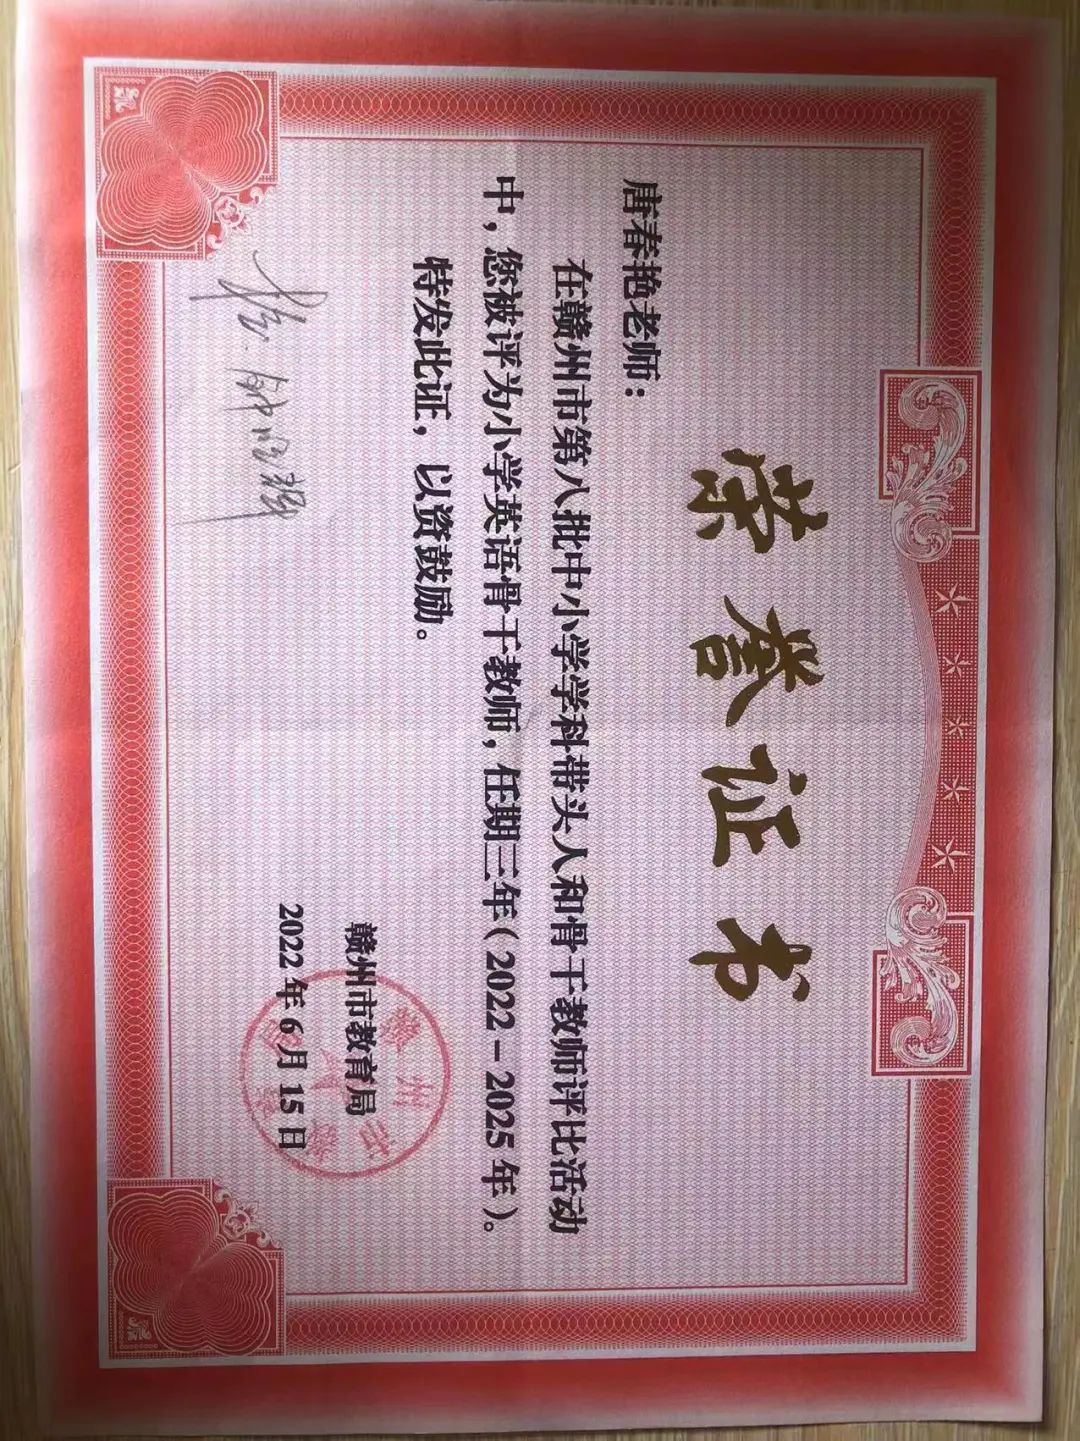 荣誉证书
唐春艳老师：
在赣州市第八批中小学学科带头人和骨干教师评比活动
中，您被评为小学英语骨干教师，任期三年（2022－2025年）。
特发此证，以资鼓励。
赣州市教育局
2022年6月15日